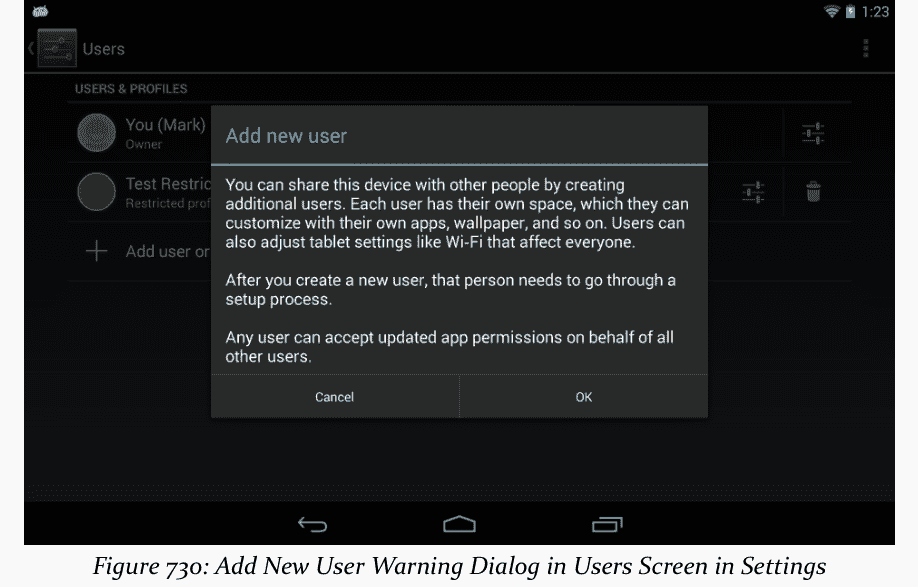 1:23
Users
USERS & PROFILES
You (Mark)
Owner
Add new user
Test Restric
Restricted prof
Add user or
You can share this device with other people by creating
additional users. Each user has their own space, which they can
customize with their own apps, wallpaper, and so on. Users can
also adjust tablet settings like Wi-Fi that affect everyone.
After you create a new user, that person needs to go through a
setup process.
Any user can accept updated app permissions on behalf of all
other users.
Cancel
OK
Figure 730: Add New User Warning Dialog in Users Screen in Settings